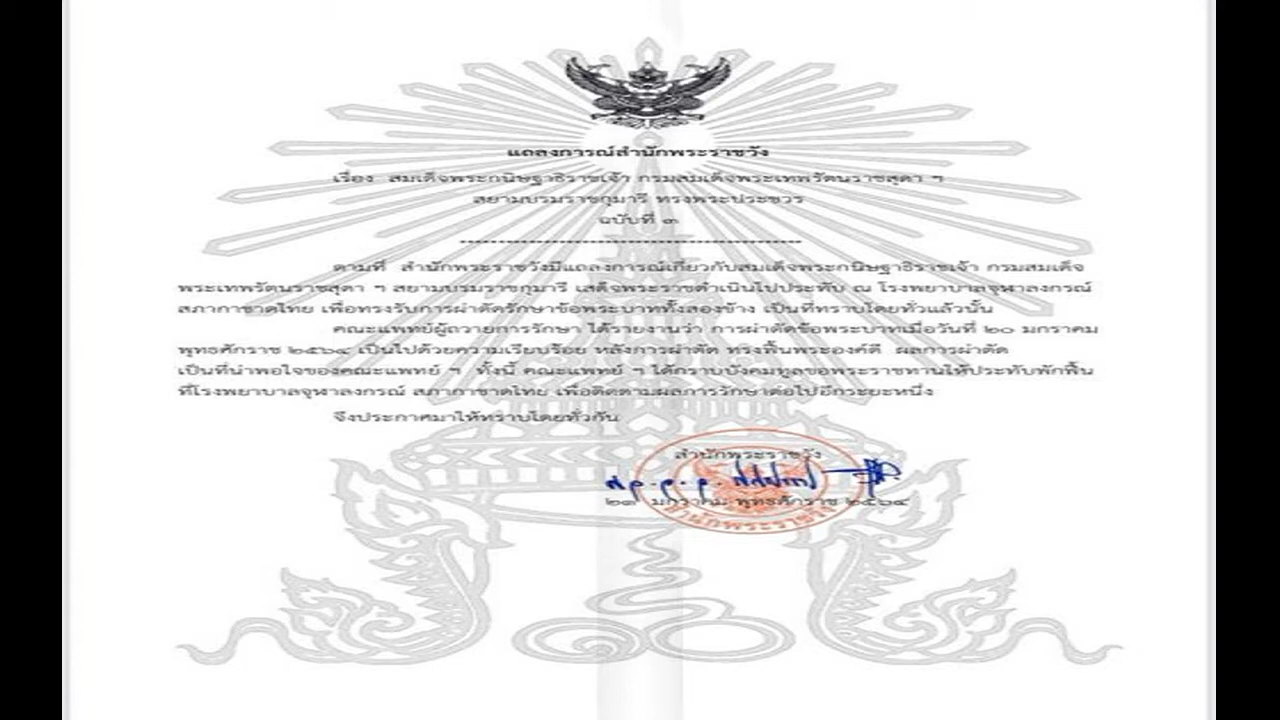 แถลงการณ์สำนักพระราชวัง
เรื่อง สมเด็จพระกนิษฐาธิราชเจ้า กรมสมเด็จพระเทพรัตนราชสุดา ฯ
สยามบรมราชกุมารี ทรงพระประชวร
ฉบับที่ ๓
ตามที่ สำนักพระราชวังมีแถลงการณ์เกี่ยวกับสมเด็จพระกนิษฐาธิราชเจ้า กรมสมเด็จ
พระเทพรัตนราชสุดา ฯ สยามบรมราชกุมารี เสด็จพระราชดำเนินไปประทับ ณ โรงพยาบาลจุฬาลงกรณ์
สภากาชาดไทย เพื่อทรงรับการผ่าตัดรักษาข้อพระบาททั้งสองข้าง เป็นที่ทราบโดยทั่วแล้วนั้น
คณะแพทย์ผู้ถวายการรักษา ได้รายงานว่า การผ่าตัดข้อพระบาทเมื่อวันที่ ๒๐ มกราคม
พุทธศักราช ๒๕๖๔ เป็นไปด้วยความเรียบร้อย หลังการผ่าตัด ทรงฟื้นพระองค์ดี ผลการผ่าตัด
เป็นที่น่าพอใจของคณะแพทย์ ฯ ทั้งนี้ คณะแพทย์ ฯ ได้กราบบังคมทูลขอพระราชทานให้ประทับพักฟื้น
ที่โรงพยาบาลจุฬาลงกรณ์ สภากาชาดไทย เพื่อติดตามผลการรักษาต่อไปอีกระยะหนึ่ง
จึงประกาศมาให้ทราบโดยทั่วกัน
สำนักพระราชวัง
มกราคม พุทธศักราช ๒๕๖๔
สำนักพระราชวัง